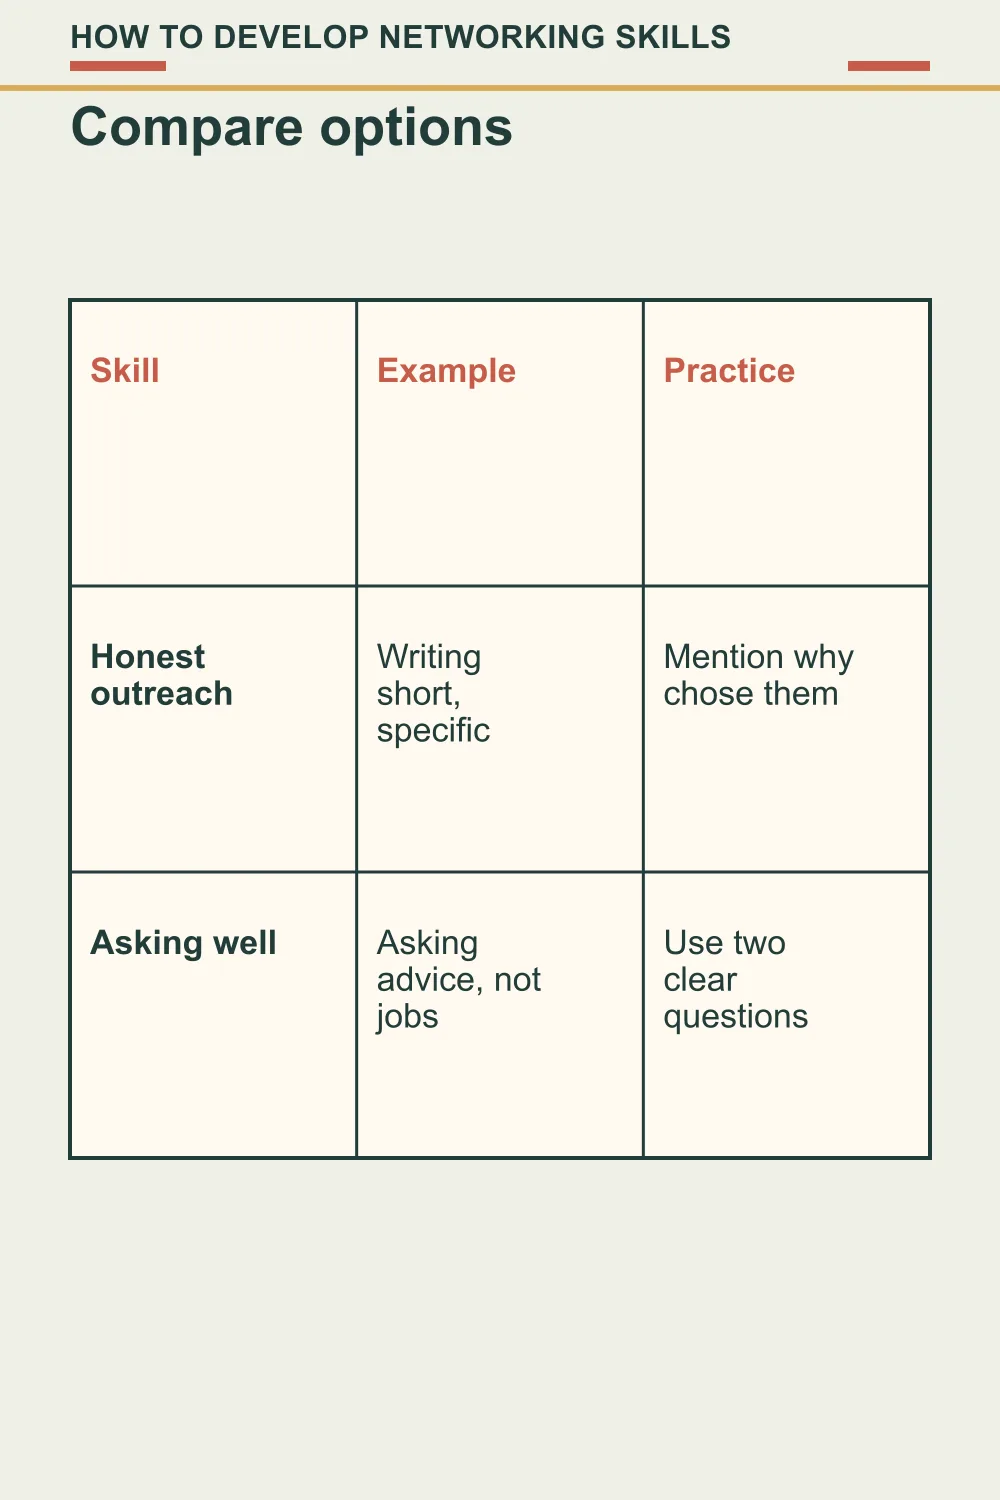 HOW TO DEVELOP NETWORKING SKILLS
Compare options
Skill
Example
Practice
Honest
outreach
Writing
short,
specific
Mention why
chose them
Asking well
Asking
advice, not
jobs
Use two
clear
questions